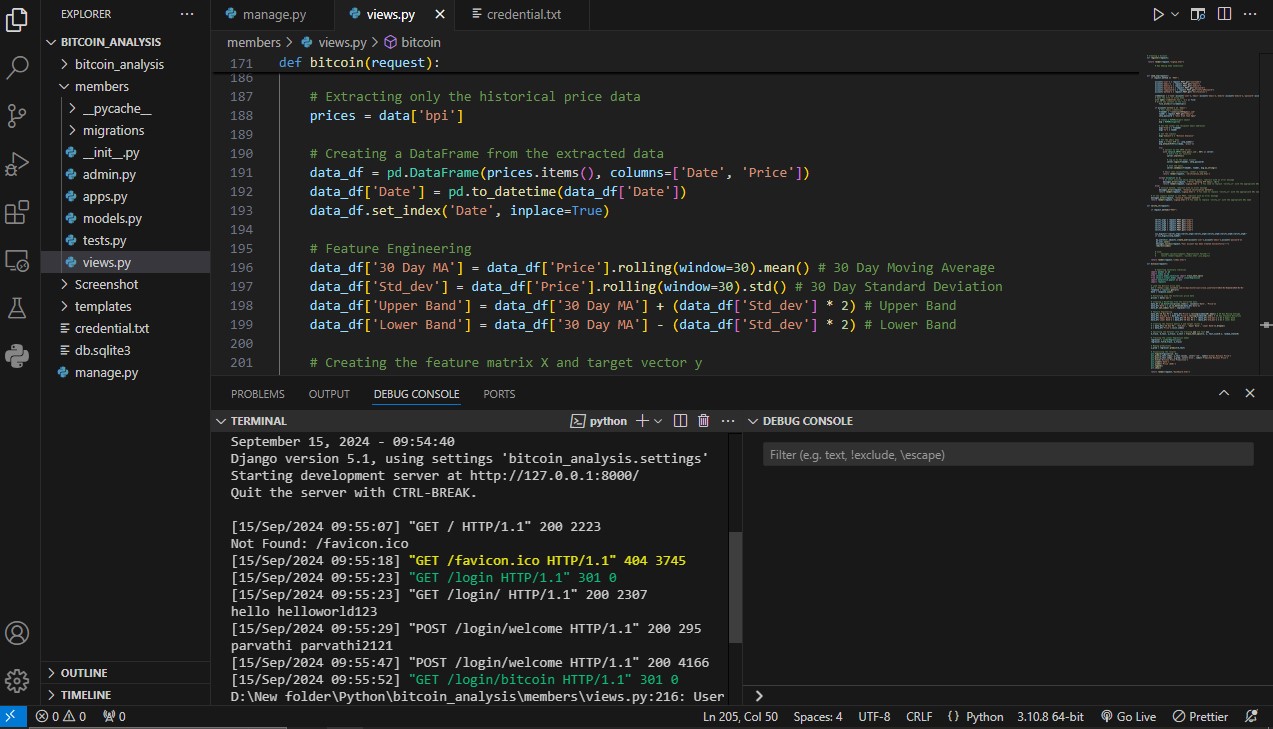 EXPLORER
BITCOIN_ANALYSIS
bitcoin_analysis
members
__pycache__
migrations
__init__.py
admin.py
apps.py
models.py
tests.py
views.py
Screenshot
templates
credential.txt
db.sqlite3
manage.py
OUTLINE
TIMELINE
manage.py views.py credential.txt
members > views.py > bitcoin
171 def bitcoin(request):
186
187 # Extracting only the historical price data
188 prices = data['bpi']
189
190 # Creating a DataFrame from the extracted data
191 data_df = pd.DataFrame(prices.items(), columns=['Date', 'Price'])
192 data_df['Date'] = pd.to_datetime(data_df['Date'])
193 data_df.set_index('Date', inplace=True)
194
195 # Feature Engineering
196 data_df['30 Day MA'] = data_df['Price'].rolling(window=30).mean() # 30 Day Moving Average
197 data_df['Std_dev'] = data_df['Price'].rolling(window=30).std() # 30 Day Standard Deviation
198 data_df['Upper Band'] = data_df['30 Day MA'] + (data_df['Std_dev'] * 2) # Upper Band
199 data_df['Lower Band'] = data_df['30 Day MA'] - (data_df['Std_dev'] * 2) # Lower Band
200
201 # Creating the feature matrix X and target vector y
PROBLEMS OUTPUT DEBUG CONSOLE PORTS
TERMINAL python
September 15, 2024 - 09:54:40
Django version 5.1, using settings 'bitcoin_analysis.settings'
Starting development server at http://127.0.0.1:8000/
Quit the server with CTRL-BREAK.
[15/Sep/2024 09:55:07] "GET / HTTP/1.1" 200 2223
Not Found: /favicon.ico
[15/Sep/2024 09:55:18] "GET /favicon.ico HTTP/1.1" 404 3745
[15/Sep/2024 09:55:23] "GET /login HTTP/1.1" 301 0
[15/Sep/2024 09:55:23] "GET /login/ HTTP/1.1" 200 2307
hello helloworld123
[15/Sep/2024 09:55:29] "POST /login/welcome HTTP/1.1" 200 295
parvathi parvathi2121
[15/Sep/2024 09:55:47] "POST /login/welcome HTTP/1.1" 200 4166
[15/Sep/2024 09:55:52] "GET /login/bitcoin HTTP/1.1" 301 0
D:\New folder\Python\bitcoin_analysis\members\views.py:216: User
DEBUG CONSOLE
Filter (e.g. text, !exclude, \escape)
0 0 0 Ln 205, Col 50 Spaces: 4 UTF-8 CRLF {} Python 3.10.8 64-bit Go Live Prettier